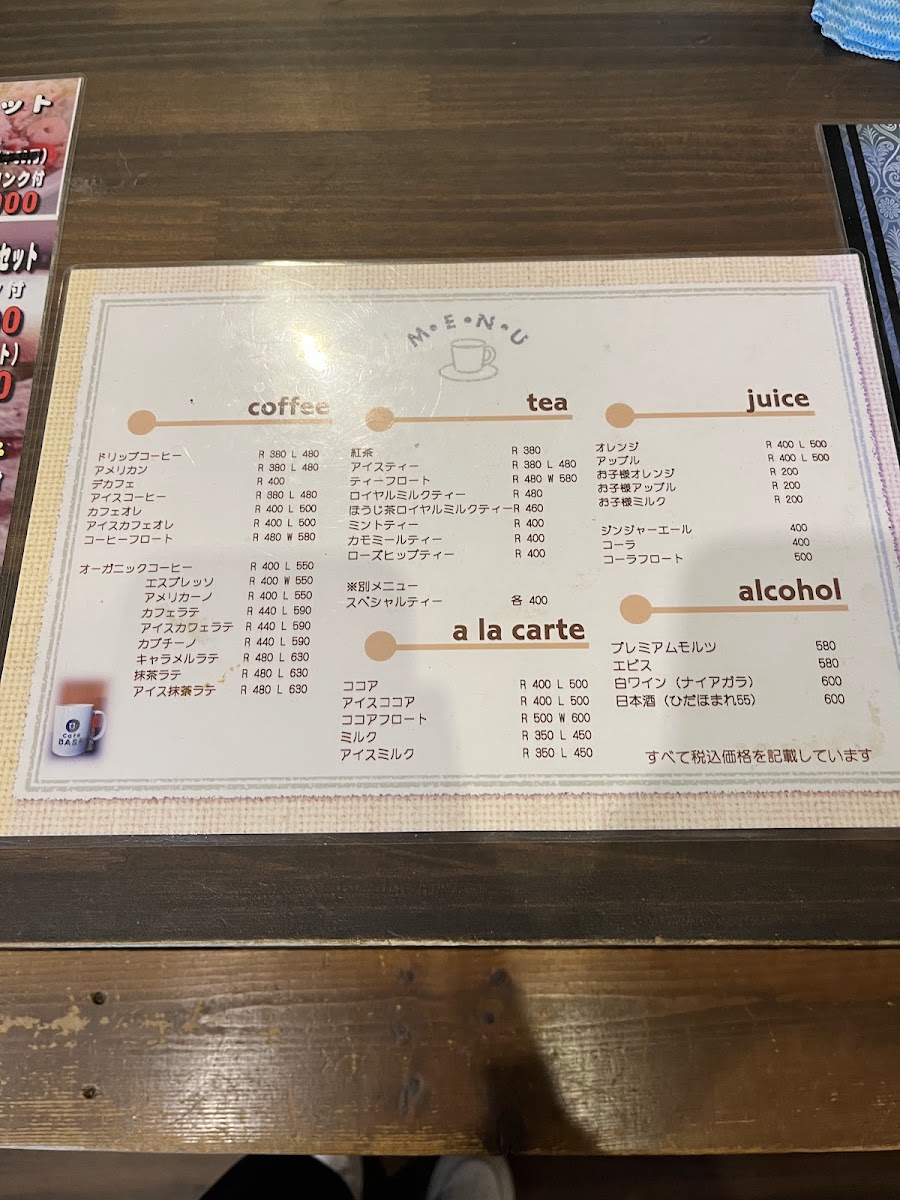 ット
ンク付
000
セット
付
0
ト)
0
M・E・N・U
coffee
ドリップコーヒー R 380 L 480
アメリカン R 380 L 480
デカフェ R 400
アイスコーヒー R 380 L 480
カフェオレ R 400 L 500
アイスカフェオレ R 400 L 500
コーヒーフロート R 480 W 580
オーガニックコーヒー R 400 L 550
エスプレッソ R 400 W 550
アメリカーノ R 400 L 550
カフェラテ R 440 L 590
アイスカフェラテ R 440 L 590
カプチーノ R 440 L 590
キャラメルラテ R 480 L 630
抹茶ラテ R 480 L 630
アイス抹茶ラテ R 480 L 630
Cafe
tea
紅茶 R 380
アイスティー R 380 L 480
ティーフロート R 480 W 580
ロイヤルミルクティー R 480
ほうじ茶ロイヤルミルクティー R 460
ミントティー R 400
カモミールティー R 400
ローズヒップティー R 400
※別メニュー
スペシャルティー 各 400
a la carte
ココア R 400 L 500
アイスココア R 400 L 500
ココアフロート R 500 W 600
ミルク R 350 L 450
アイスミルク R 350 L 450
juice
オレンジ R 400 L 500
アップル R 400 L 500
お子様オレンジ R 200
お子様アップル R 200
お子様ミルク R 200
ジンジャーエール 400
コーラ 400
コーラフロート 500
alcohol
プレミアムモルツ 580
エビス 580
白ワイン（ナイアガラ） 600
日本酒（ひだほまれ55） 600
すべて税込価格を記載しています